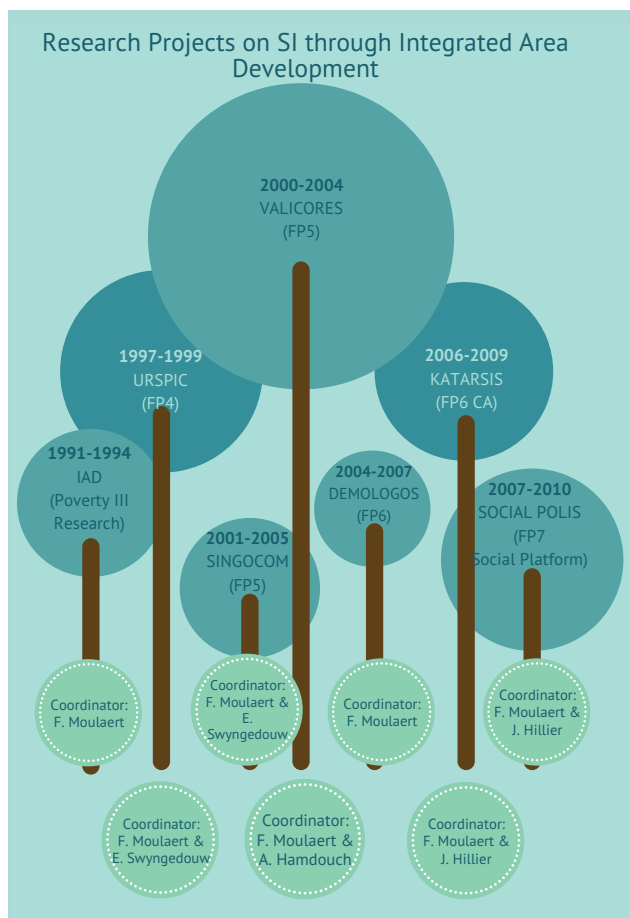 Research Projects on SI through Integrated Area
Development
2000-2004
VALICORES
(FP5)
1997-1999
URSPIC
(FP4)
2006-2009
KATARSIS
(FP6 CA)
1991-1994
IAD
(Poverty III
Research)
2004-2007
DEMOLOGOS
(FP6)
2007-2010
SOCIAL POLIS
(FP7
Social Platform)
2001-2005
SINGOCOM
(FP5)
Coordinator:
F. Moulaert
Coordinator:
F. Moulaert &
E.
Swyngedouw
Coordinator:
F. Moulaert
Coordinator:
F. Moulaert &
J. Hillier
Coordinator:
F. Moulaert &
E. Swyngedouw
Coordinator:
F. Moulaert &
A. Hamdouch
Coordinator:
F. Moulaert &
J. Hillier